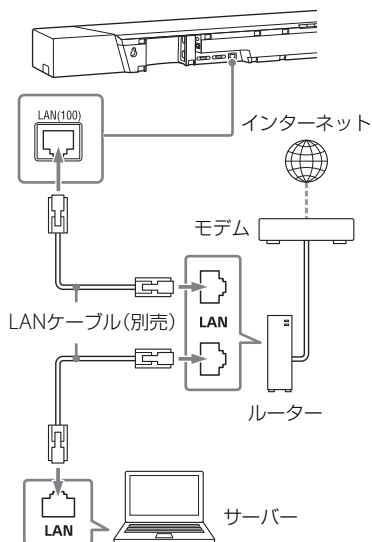 LAN(100)
インターネット
モデム
LANケーブル（別売）
LAN
ルーター
サーバー
LAN